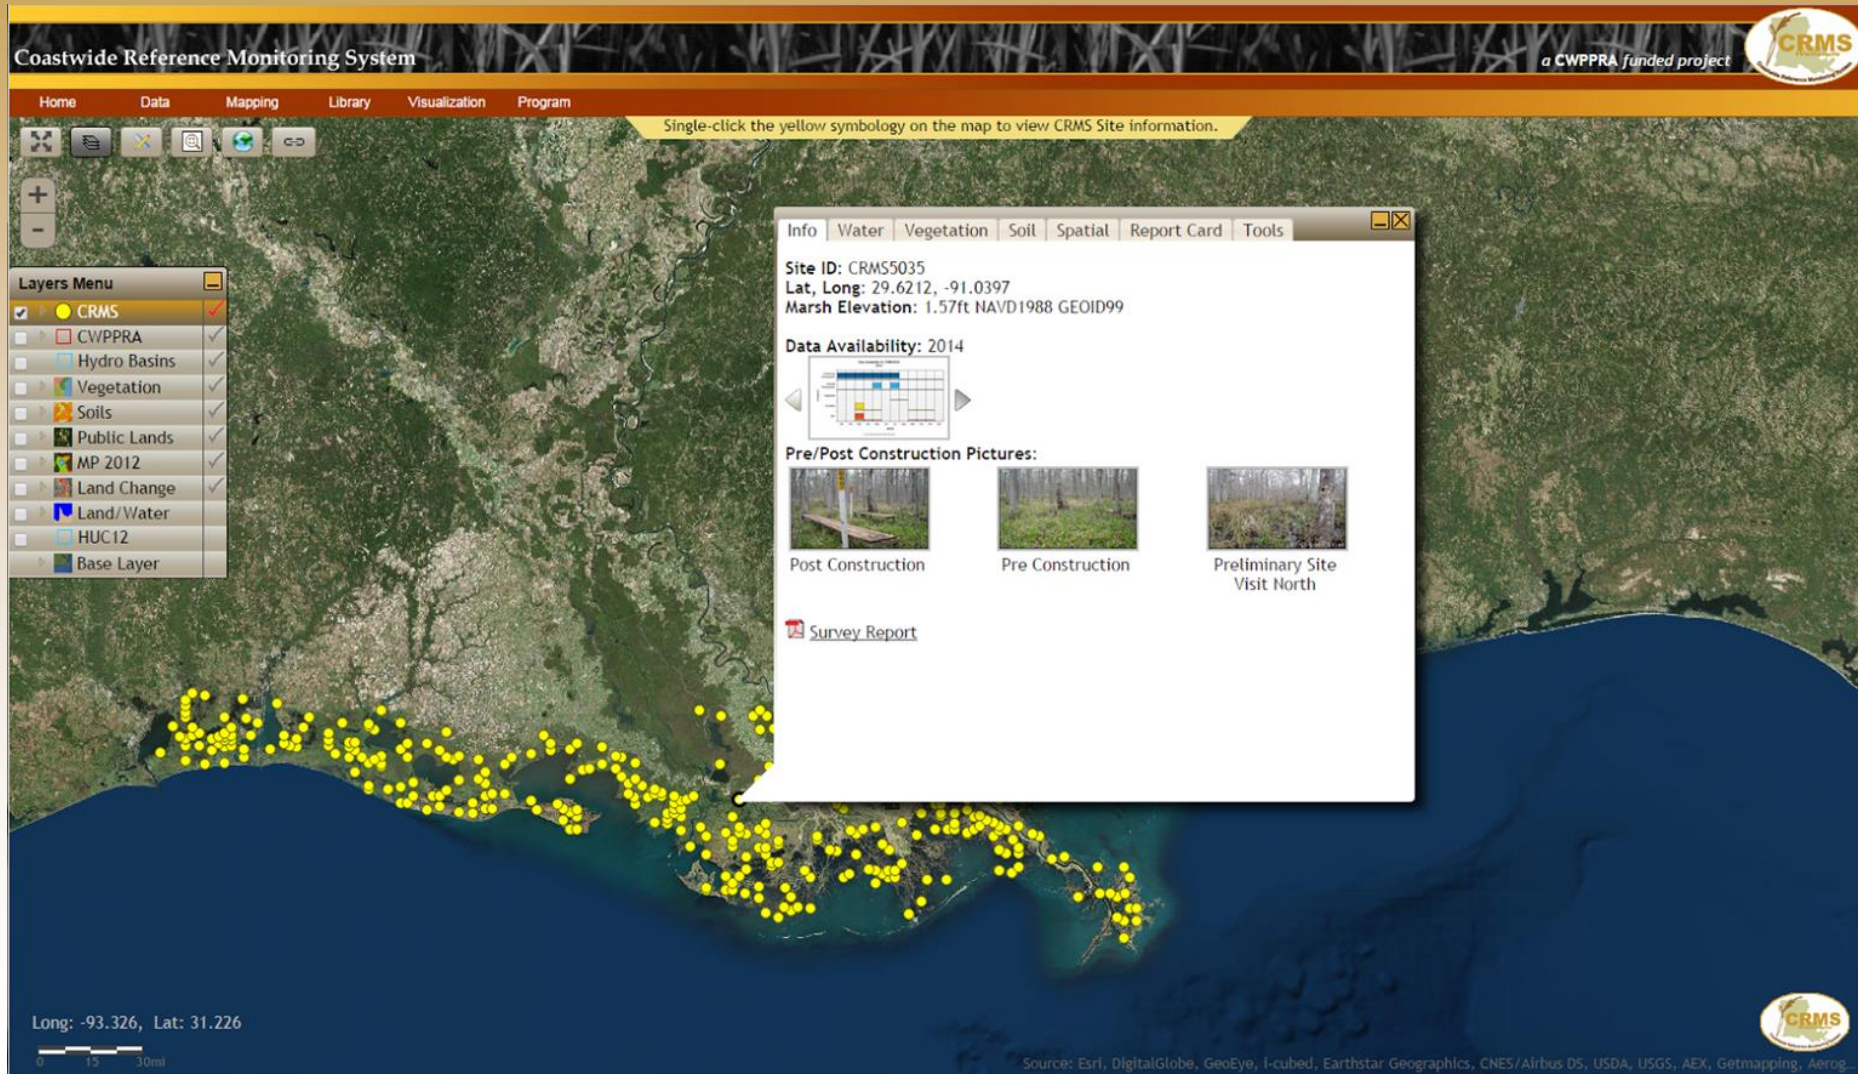 Coastwide Reference Monitoring System
a CWPPRA funded project
CRMS
Home Data Mapping Library Visualization Program
Single-click the yellow symbology on the map to view CRMS Site information.
+
-
Layers Menu
CRMS
CWPPRA
Hydro Basins
Vegetation
Soils
Public Lands
MP 2012
Land Change
Land/Water
HUC12
Base Layer
Info Water Vegetation Soil Spatial Report Card Tools
Site ID: CRMS5035
Lat, Long: 29.6212, -91.0397
Marsh Elevation: 1.57ft NAVD1988 GEOID99
Data Availability: 2014
Pre/Post Construction Pictures:
Post Construction Pre Construction Preliminary Site
Visit North
Survey Report
Long: -93.326, Lat: 31.226
0 15 30mi
CRMS
Source: Esri, DigitalGlobe, GeoEye, i-cubed, Earthstar Geographics, CNES/Airbus DS, USDA, USGS, AEX, Getmapping, Aerog...